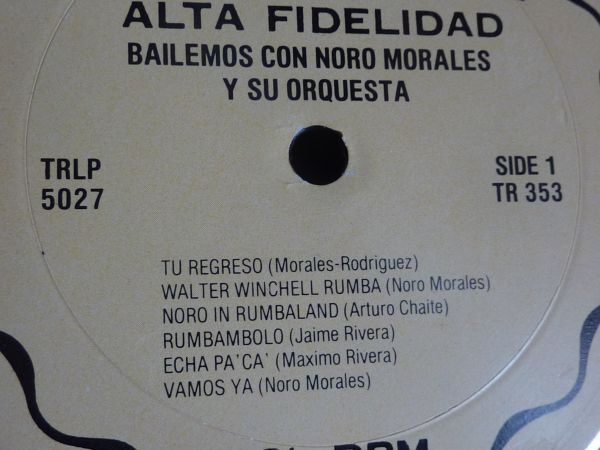 ALTA FIDELIDAD
BAILEMOS CON NORO MORALES
Y SU ORQUESTA
TRLP
5027
SIDE 1
TR 353
TU REGRESO (Morales-Rodriguez)
WALTER WINCHELL RUMBA (Noro Morales)
NORO IN RUMBALAND (Arturo Chaite)
RUMBAMBOLO (Jaime Rivera)
ECHA PA'CA' (Maximo Rivera)
VAMOS YA (Noro Morales)
RPM